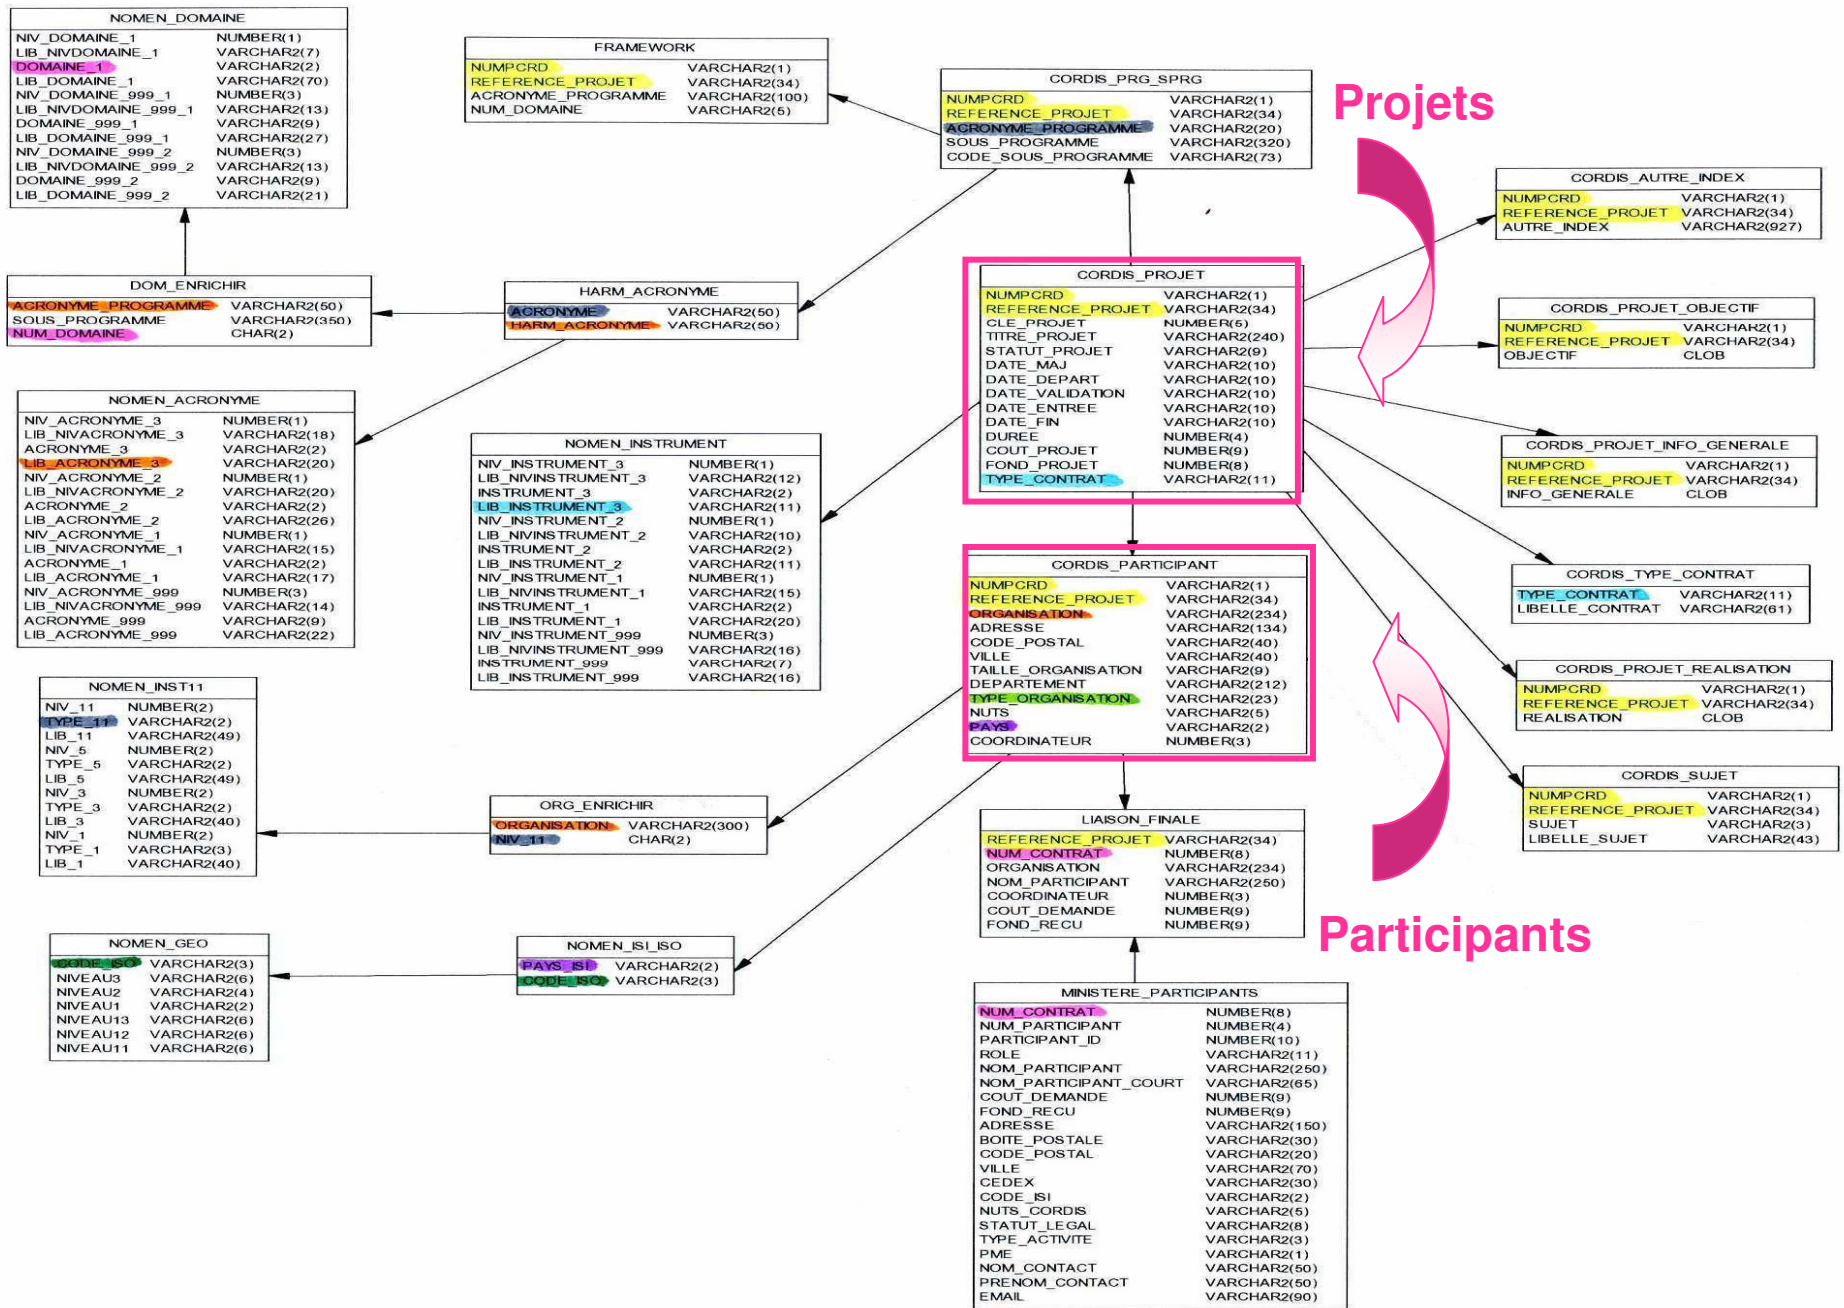 NOMEN_DOMAINE
NIV_DOMAINE_1 NUMBER(1)
LIB_NIVDOMAINE_1 VARCHAR2(7)
DOMAINE_1 VARCHAR2(2)
LIB_DOMAINE_1 VARCHAR2(70)
NIV_DOMAINE_999_1 NUMBER(3)
LIB_NIVDOMAINE_999_1 VARCHAR2(13)
DOMAINE_999_1 VARCHAR2(9)
LIB_DOMAINE_999_1 VARCHAR2(27)
NIV_DOMAINE_999_2 NUMBER(3)
LIB_NIVDOMAINE_999_2 VARCHAR2(13)
DOMAINE_999_2 VARCHAR2(9)
LIB_DOMAINE_999_2 VARCHAR2(21)
FRAMEWORK
NUMPCRD VARCHAR2(1)
REFERENCE_PROJET VARCHAR2(34)
ACRONYME_PROGRAMME VARCHAR2(100)
NUM_DOMAINE VARCHAR2(5)
CORDIS_PRG_SPRG
NUMPCRD VARCHAR2(1)
REFERENCE_PROJET VARCHAR2(34)
ACRONYME_PROGRAMME VARCHAR2(20)
SOUS_PROGRAMME VARCHAR2(320)
CODE_SOUS_PROGRAMME VARCHAR2(73)
Projets
CORDIS_AUTRE_INDEX
NUMPCRD VARCHAR2(1)
REFERENCE_PROJET VARCHAR2(34)
AUTRE_INDEX VARCHAR2(927)
DOM_ENRICHIR
ACRONYME_PROGRAMME VARCHAR2(50)
SOUS_PROGRAMME VARCHAR2(350)
NUM_DOMAINE CHAR(2)
HARM_ACRONYME
ACRONYME VARCHAR2(50)
HARM_ACRONYME VARCHAR2(50)
CORDIS_PROJET
NUMPCRD VARCHAR2(1)
REFERENCE_PROJET VARCHAR2(34)
CLE_PROJET NUMBER(5)
TITRE_PROJET VARCHAR2(240)
STATUT_PROJET VARCHAR2(9)
DATE_MAJ VARCHAR2(10)
DATE_DEPART VARCHAR2(10)
DATE_VALIDATION VARCHAR2(10)
DATE_ENTREE VARCHAR2(10)
DATE_FIN VARCHAR2(10)
DUREE NUMBER(4)
COUT_PROJET NUMBER(9)
FOND_PROJET NUMBER(8)
TYPE_CONTRAT VARCHAR2(11)
CORDIS_PROJET_OBJECTIF
NUMPCRD VARCHAR2(1)
REFERENCE_PROJET VARCHAR2(34)
OBJECTIF CLOB
NOMEN_ACRONYME
NIV_ACRONYME_3 NUMBER(1)
LIB_NIVACRONYME_3 VARCHAR2(18)
ACRONYME_3 VARCHAR2(2)
LIB_ACRONYME_3 VARCHAR2(20)
NIV_ACRONYME_2 NUMBER(1)
LIB_NIVACRONYME_2 VARCHAR2(20)
ACRONYME_2 VARCHAR2(2)
LIB_ACRONYME_2 VARCHAR2(26)
NIV_ACRONYME_1 NUMBER(1)
LIB_NIVACRONYME_1 VARCHAR2(15)
ACRONYME_1 VARCHAR2(2)
LIB_ACRONYME_1 VARCHAR2(17)
NIV_ACRONYME_999 NUMBER(3)
LIB_NIVACRONYME_999 VARCHAR2(14)
ACRONYME_999 VARCHAR2(9)
LIB_ACRONYME_999 VARCHAR2(22)
NOMEN_INSTRUMENT
NIV_INSTRUMENT_3 NUMBER(1)
LIB_NIVINSTRUMENT_3 VARCHAR2(12)
INSTRUMENT_3 VARCHAR2(2)
LIB_INSTRUMENT_3 VARCHAR2(11)
NIV_INSTRUMENT_2 NUMBER(1)
LIB_NIVINSTRUMENT_2 VARCHAR2(10)
INSTRUMENT_2 VARCHAR2(2)
LIB_INSTRUMENT_2 VARCHAR2(11)
NIV_INSTRUMENT_1 NUMBER(1)
LIB_NIVINSTRUMENT_1 VARCHAR2(15)
INSTRUMENT_1 VARCHAR2(2)
LIB_INSTRUMENT_1 VARCHAR2(20)
NIV_INSTRUMENT_999 NUMBER(3)
LIB_NIVINSTRUMENT_999 VARCHAR2(16)
INSTRUMENT_999 VARCHAR2(7)
LIB_INSTRUMENT_999 VARCHAR2(16)
CORDIS_PROJET_INFO_GENERALE
NUMPCRD VARCHAR2(1)
REFERENCE_PROJET VARCHAR2(34)
INFO_GENERALE CLOB
CORDIS_PARTICIPANT
NUMPCRD VARCHAR2(1)
REFERENCE_PROJET VARCHAR2(34)
ORGANISATION VARCHAR2(234)
ADRESSE VARCHAR2(134)
CODE_POSTAL VARCHAR2(40)
VILLE VARCHAR2(40)
TAILLE_ORGANISATION VARCHAR2(9)
DEPARTEMENT VARCHAR2(212)
TYPE_ORGANISATION VARCHAR2(23)
NUTS VARCHAR2(5)
PAYS VARCHAR2(2)
COORDINATEUR NUMBER(3)
CORDIS_TYPE_CONTRAT
TYPE_CONTRAT VARCHAR2(11)
LIBELLE_CONTRAT VARCHAR2(61)
CORDIS_PROJET_REALISATION
NUMPCRD VARCHAR2(1)
REFERENCE_PROJET VARCHAR2(34)
REALISATION CLOB
NOMEN_INST11
NIV_11 NUMBER(2)
TYPE_11 VARCHAR2(2)
LIB_11 VARCHAR2(49)
NIV_5 NUMBER(2)
TYPE_5 VARCHAR2(2)
LIB_5 VARCHAR2(49)
NIV_3 NUMBER(2)
TYPE_3 VARCHAR2(2)
LIB_3 VARCHAR2(40)
NIV_1 NUMBER(2)
TYPE_1 VARCHAR2(3)
LIB_1 VARCHAR2(40)
ORG_ENRICHIR
ORGANISATION VARCHAR2(300)
NIV_11 CHAR(2)
CORDIS_SUJET
NUMPCRD VARCHAR2(1)
REFERENCE_PROJET VARCHAR2(34)
SUJET VARCHAR2(3)
LIBELLE_SUJET VARCHAR2(43)
LIAISON_FINALE
REFERENCE_PROJET VARCHAR2(34)
NUM_CONTRAT NUMBER(8)
ORGANISATION VARCHAR2(234)
NOM_PARTICIPANT VARCHAR2(250)
COORDINATEUR NUMBER(3)
COUT_DEMANDE NUMBER(9)
FOND_RECU NUMBER(9)
Participants
NOMEN_GEO
CODE_ISO VARCHAR2(3)
NIVEAU3 VARCHAR2(6)
NIVEAU2 VARCHAR2(4)
NIVEAU1 VARCHAR2(2)
NIVEAU13 VARCHAR2(6)
NIVEAU12 VARCHAR2(6)
NIVEAU11 VARCHAR2(6)
NOMEN_ISI_ISO
PAYS_ISI VARCHAR2(2)
CODE_ISO VARCHAR2(3)
MINISTERE_PARTICIPANTS
NUM_CONTRAT NUMBER(8)
NUM_PARTICIPANT NUMBER(4)
PARTICIPANT_ID NUMBER(10)
ROLE VARCHAR2(11)
NOM_PARTICIPANT VARCHAR2(250)
NOM_PARTICIPANT_COURT VARCHAR2(65)
COUT_DEMANDE NUMBER(9)
FOND_RECU NUMBER(9)
ADRESSE VARCHAR2(150)
BOITE_POSTALE VARCHAR2(30)
CODE_POSTAL VARCHAR2(20)
VILLE VARCHAR2(70)
CEDEX VARCHAR2(30)
CODE_ISI VARCHAR2(2)
NUTS_CORDIS VARCHAR2(5)
STATUT_LEGAL VARCHAR2(8)
TYPE_ACTIVITE VARCHAR2(3)
PME VARCHAR2(1)
NOM_CONTACT VARCHAR2(50)
PRENOM_CONTACT VARCHAR2(50)
EMAIL VARCHAR2(90)